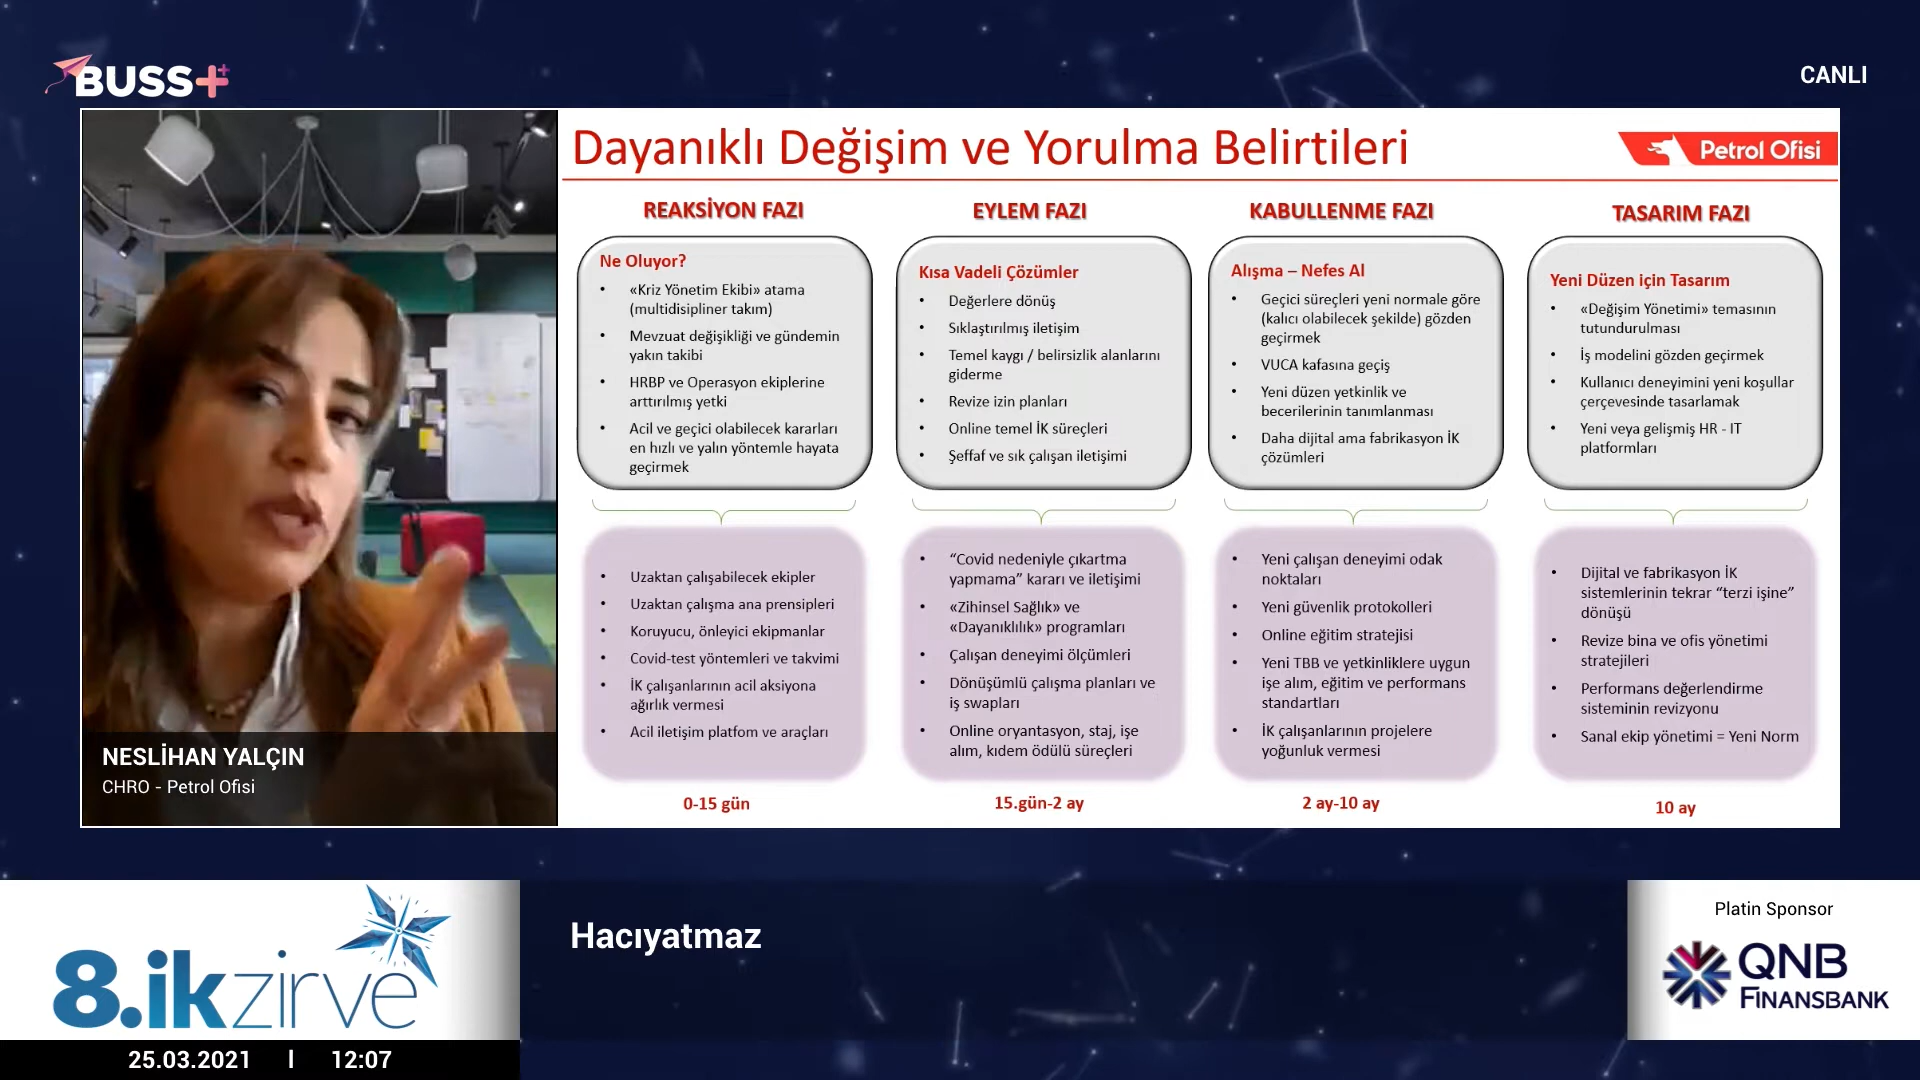 BUSS+
CANLI
Dayanıklı Değişim ve Yorulma Belirtileri
Petrol Ofisi
REAKSİYON FAZI
Ne Oluyor?
• «Kriz Yönetim Ekibi» atama
(multidisipliner takım)
• Mevzuat değişikliği ve gündemin
yakın takibi
• HRBP ve Operasyon ekiplerine
arttırılmış yetki
• Acil ve geçici olabilecek kararları
en hızlı ve yalın yöntemle hayata
geçirmek
• Uzaktan çalışabilecek ekipler
• Uzaktan çalışma ana prensipleri
• Koruyucu, önleyici ekipmanlar
• Covid-test yöntemleri ve takvimi
• İK çalışanlarının acil aksiyona
ağırlık vermesi
• Acil iletişim platfom ve araçları
0-15 gün
EYLEM FAZI
Kısa Vadeli Çözümler
• Değerlere dönüş
• Sıklaştırılmış iletişim
• Temel kaygı / belirsizlik alanlarını
giderme
• Revize izin planları
• Online temel İK süreçleri
• Şeffaf ve sık çalışan iletişimi
• “Covid nedeniyle çıkartma
yapmama” kararı ve iletişimi
• «Zihinsel Sağlık» ve
«Dayanıklılık» programları
• Çalışan deneyimi ölçümleri
• Dönüşümlü çalışma planları ve
iş swapları
• Online oryantasyon, staj, işe
alım, kıdem ödülü süreçleri
15.gün-2 ay
KABULLENME FAZI
Alışma – Nefes Al
• Geçici süreçleri yeni normale göre
(kalıcı olabilecek şekilde) gözden
geçirmek
• VUCA kafasına geçiş
• Yeni düzen yetkinlik ve
becerilerinin tanımlanması
• Daha dijital ama fabrikasyon İK
çözümleri
• Yeni çalışan deneyimi odak
noktaları
• Yeni güvenlik protokolleri
• Online eğitim stratejisi
• Yeni TBB ve yetkinliklere uygun
işe alım, eğitim ve performans
standartları
• İK çalışanlarının projelere
yoğunluk vermesi
2 ay-10 ay
TASARIM FAZI
Yeni Düzen için Tasarım
• «Değişim Yönetimi» temasının
tutundurulması
• İş modelini gözden geçirmek
• Kullanıcı deneyimini yeni koşullar
çerçevesinde tasarlamak
• Yeni veya gelişmiş HR - IT
platformları
• Dijital ve fabrikasyon İK
sistemlerinin tekrar “terzi işine”
dönüşü
• Revize bina ve ofis yönetimi
stratejileri
• Performans değerlendirme
sisteminin revizyonu
• Sanal ekip yönetimi = Yeni Norm
10 ay
NESLİHAN YALÇIN
CHRO - Petrol Ofisi
8.ikzirve
25.03.2021 | 12:07
Hacıyatmaz
Platin Sponsor
QNB
FINANSBANK